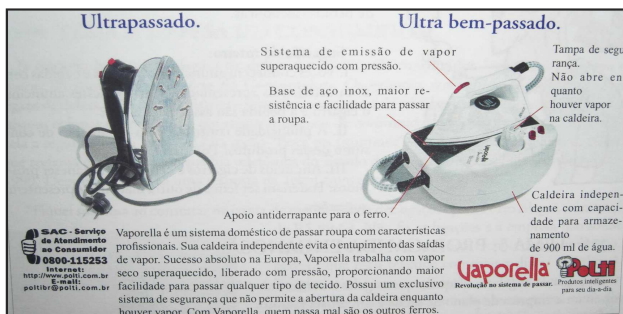 Ultrapassado.
Ultra bem-passado.
Sistema de emissão de vapor
superaquecido com pressão.
Base de aço inox, maior re-
sistência e facilidade para passar
a roupa.
Tampa de segu-
rança.
Não abre en-
quanto
houver vapor
na caldeira.
Apoio antiderrapante para o ferro.
Caldeira indepen-
dente com capaci-
dade para armaze-
namento
de 900 ml de água.
SAC - Serviço
de Atendimento
ao Consumidor
0800-115253
Internet:
http://www.polti.com.br
E-mail:
poltibr@polti.com.br
Vaporella é um sistema doméstico de passar roupa com características
profissionais. Sua caldeira independente evita o entupimento das saídas
de vapor. Sucesso absoluto na Europa, Vaporella trabalha com vapor
seco superaquecido, liberado com pressão, proporcionando maior
facilidade para passar qualquer tipo de tecido. Possui um exclusivo
sistema de segurança que não permite a abertura da caldeira enquanto
houver vapor. Com Vaporella, quem passa mal são os outros ferros.
Vaporella
Revolução no sistema de passar.
Polti
Produtos inteligentes
para seu dia-a-dia